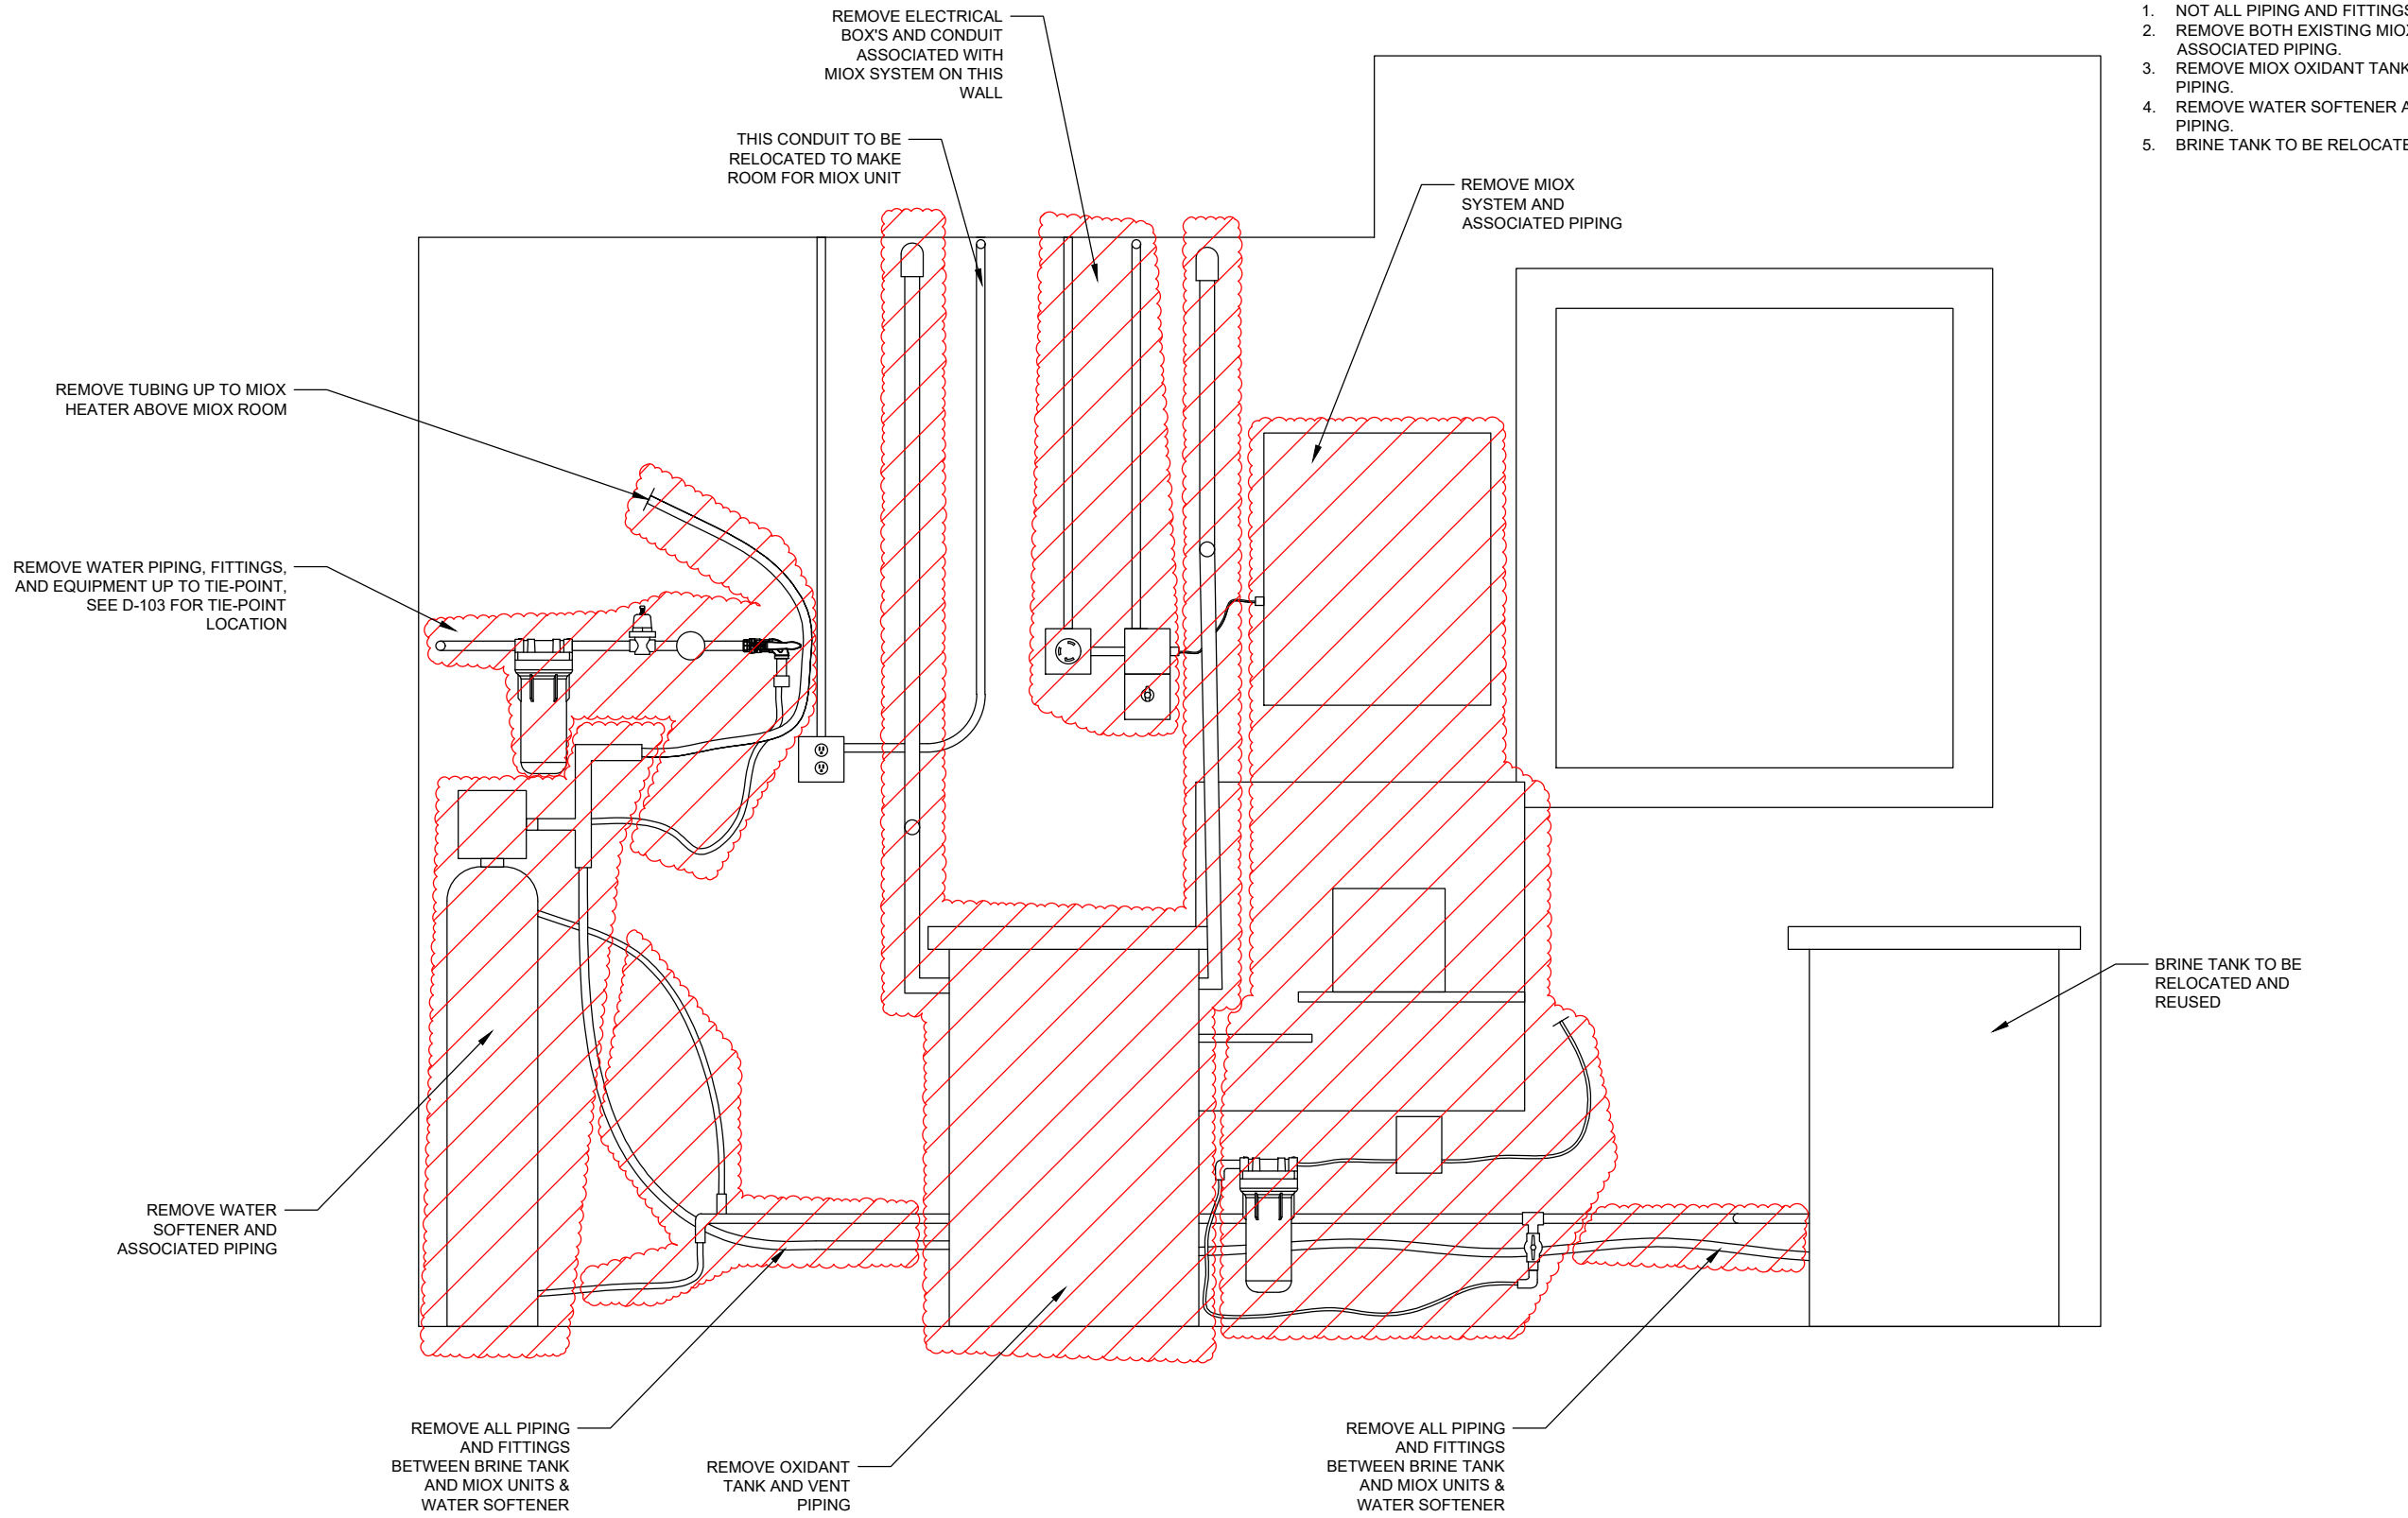 REMOVE ELECTRICAL
BOX'S AND CONDUIT
ASSOCIATED WITH
MIOX SYSTEM ON THIS
WALL
1. NOT ALL PIPING AND FITTINGS
2. REMOVE BOTH EXISTING
ASSOCIATED PIPING.
3. REMOVE MIOX OXIDANT TANK
PIPING.
4. REMOVE WATER SOFTENER
PIPING.
5. BRINE TANK TO BE
THIS CONDUIT TO BE
RELOCATED TO MAKE
ROOM FOR MIOX UNIT
REMOVE MIOX
SYSTEM AND
ASSOCIATED PIPING
REMOVE TUBING UP TO MIOX
HEATER ABOVE MIOX ROOM
REMOVE WATER PIPING, FITTINGS,
AND EQUIPMENT UP TO TIE-POINT,
SEE D-103 FOR TIE-POINT
LOCATION
BRINE TANK TO BE
RELOCATED AND
REUSED
REMOVE WATER
SOFTENER AND
ASSOCIATED PIPING
REMOVE ALL PIPING
AND FITTINGS
BETWEEN BRINE TANK
AND MIOX UNITS &
WATER SOFTENER
REMOVE OXIDANT
TANK AND VENT
PIPING
REMOVE ALL PIPING
AND FITTINGS
BETWEEN BRINE TANK
AND MIOX UNITS &
WATER SOFTENER